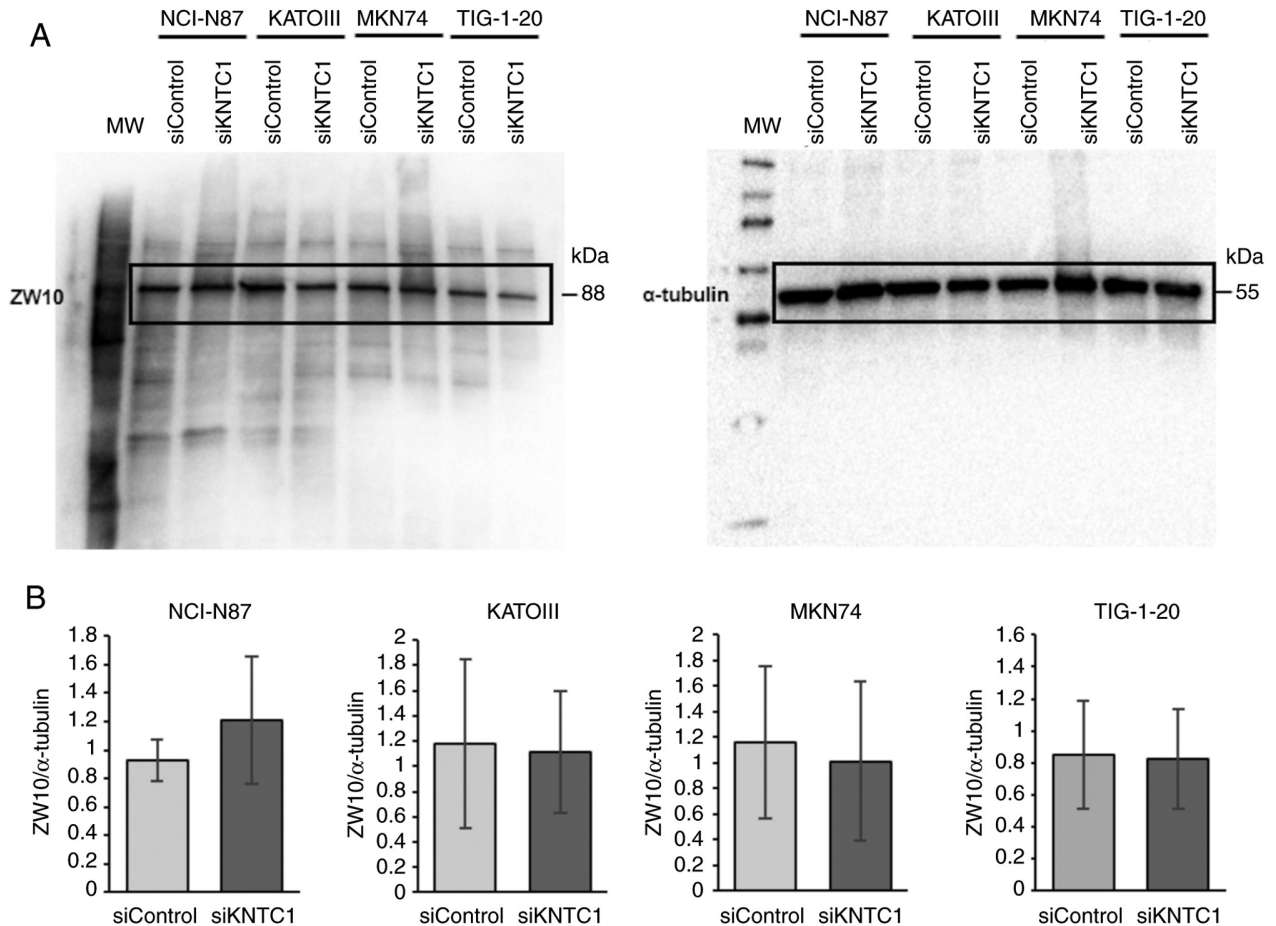 A
NCI-N87 KATOIII MKN74 TIG-1-20
MW siControl siKNTC1 siControl siKNTC1 siControl siKNTC1 siControl siKNTC1
kDa
ZW10
88
NCI-N87 KATOIII MKN74 TIG-1-20
MW siControl siKNTC1 siControl siKNTC1 siControl siKNTC1 siControl siKNTC1
kDa
α-tubulin
55
B
NCI-N87
ZW10/α-tubulin
1.8
1.6
1.4
1.2
1
0.8
0.6
0.4
0.2
0
siControl siKNTC1
KATOIII
ZW10/α-tubulin
2
1.8
1.6
1.4
1.2
1
0.8
0.6
0.4
0.2
0
siControl siKNTC1
MKN74
ZW10/α-tubulin
2
1.8
1.6
1.4
1.2
1
0.8
0.6
0.4
0.2
0
siControl siKNTC1
TIG-1-20
ZW10/α-tubulin
1.6
1.4
1.2
1
0.8
0.6
0.4
0.2
0
siControl siKNTC1